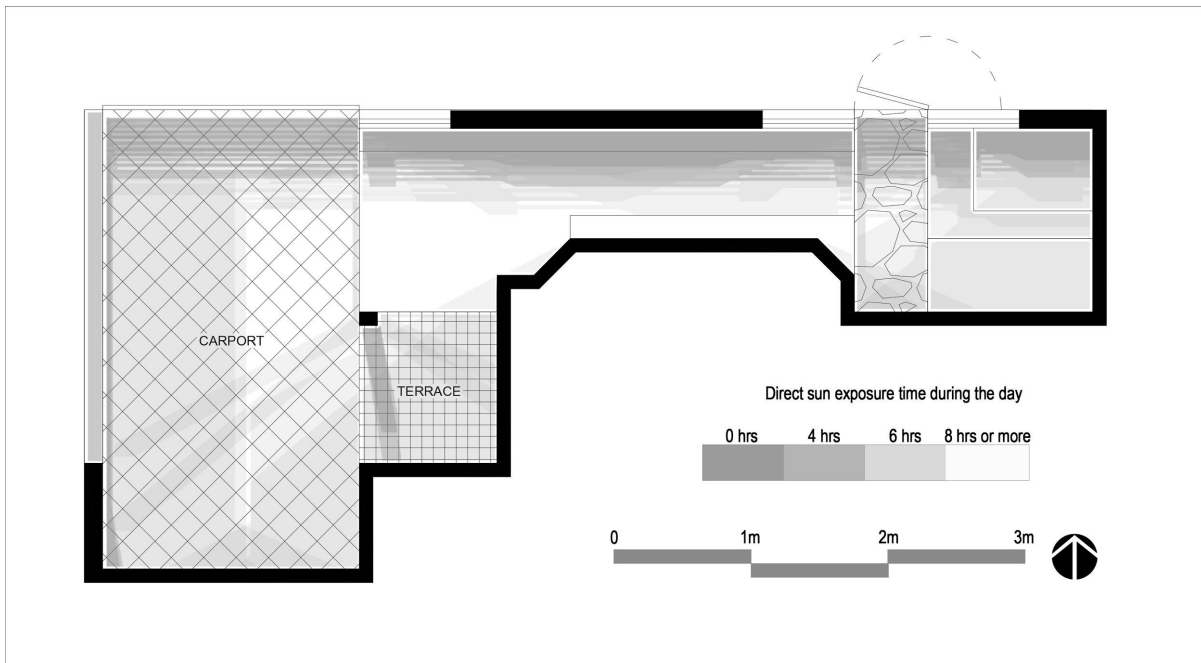 CARPORT
TERRACE
Direct sun exposure time during the day
0 hrs 4 hrs 6 hrs 8 hrs or more
0 1m 2m 3m